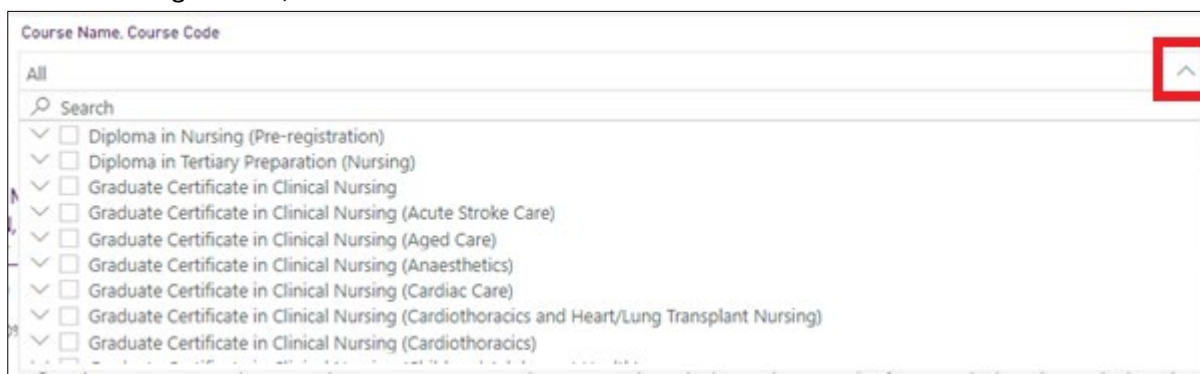 Course Name, Course Code
All
Search
Diploma in Nursing (Pre-registration)
Diploma in Tertiary Preparation (Nursing)
Graduate Certificate in Clinical Nursing
Graduate Certificate in Clinical Nursing (Acute Stroke Care)
Graduate Certificate in Clinical Nursing (Aged Care)
Graduate Certificate in Clinical Nursing (Anaesthetics)
Graduate Certificate in Clinical Nursing (Cardiac Care)
Graduate Certificate in Clinical Nursing (Cardiothoracics and Heart/Lung Transplant Nursing)
Graduate Certificate in Clinical Nursing (Cardiothoracics)